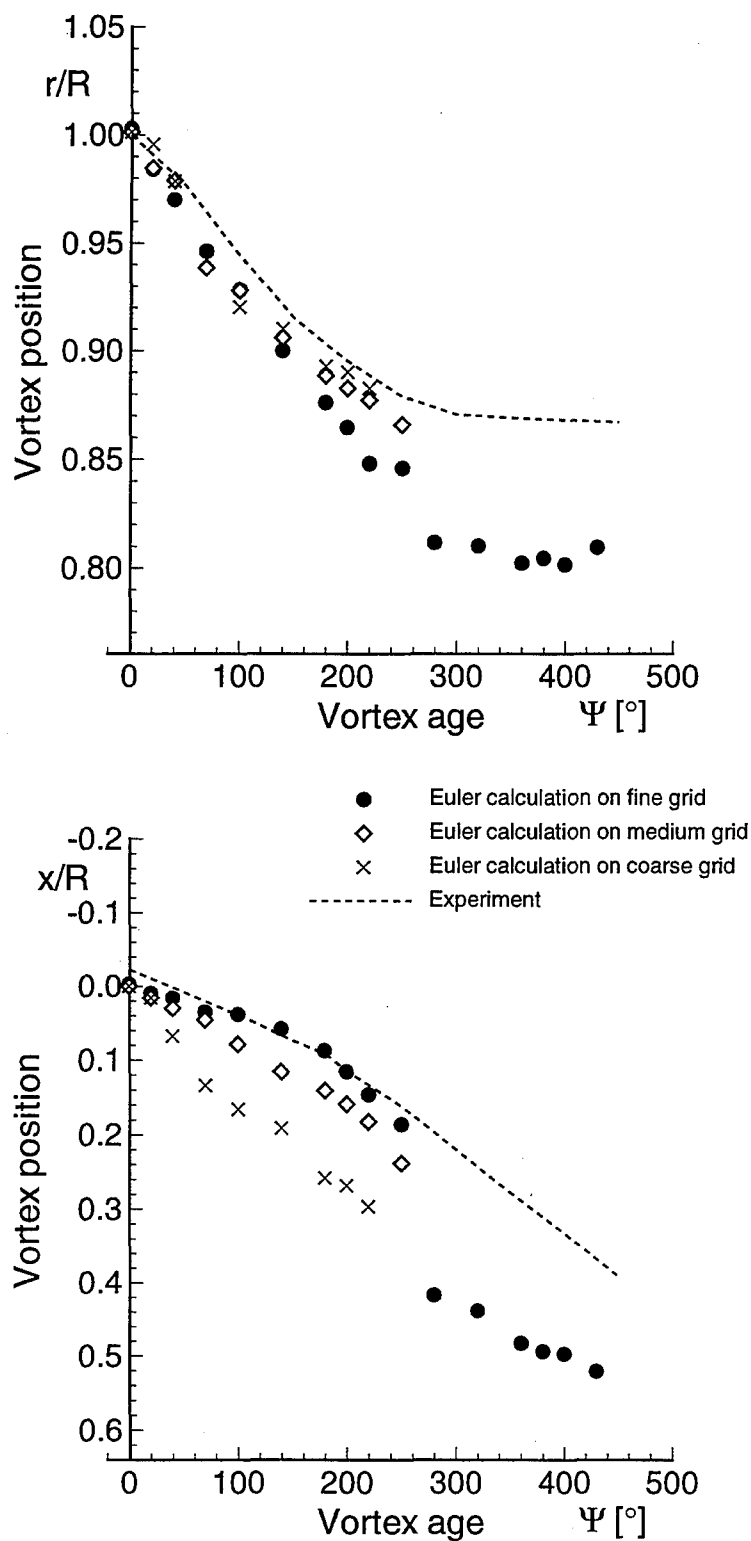 1.05
r/R
1.00
0.95
0.90
0.85
0.80
Vortex position
0 100 200 300 400 500
Vortex age Ψ [°]
Euler calculation on fine grid
Euler calculation on medium grid
Euler calculation on coarse grid
Experiment
-0.2
x/R
-0.1
0.0
0.1
0.2
0.3
0.4
0.5
0.6
Vortex position
0 100 200 300 400 500
Vortex age Ψ [°]